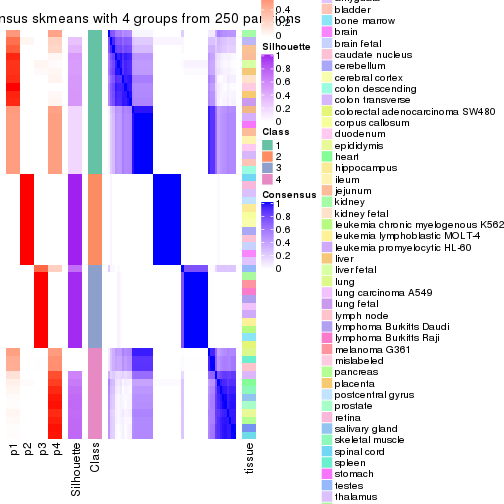 nsus skmeans with 4 groups from 250 pa
ons
0.4
0.2
0
Silhouette
1
0.8
0.6
0.4
0.2
0
Class
1
2
3
4
Consensus
1
0.8
0.6
0.4
0.2
0
p1
p2
p3
p4
Silhouette
Class
tissue
bladder
bone marrow
brain
brain fetal
caudate nucleus
cerebellum
cerebral cortex
colon descending
colon transverse
colorectal adenocarcinoma SW480
corpus callosum
duodenum
epididymis
heart
hippocampus
ileum
jejunum
kidney
kidney fetal
leukemia chronic myelogenous K562
leukemia lymphoblastic MOLT-4
leukemia promyelocytic HL-60
liver
liver fetal
lung
lung carcinoma A549
lung fetal
lymph node
lymphoma Burkitts Daudi
lymphoma Burkitts Raji
melanoma G361
mislabeled
pancreas
placenta
postcentral gyrus
prostate
retina
salivary gland
skeletal muscle
spinal cord
spleen
stomach
testes
thalamus